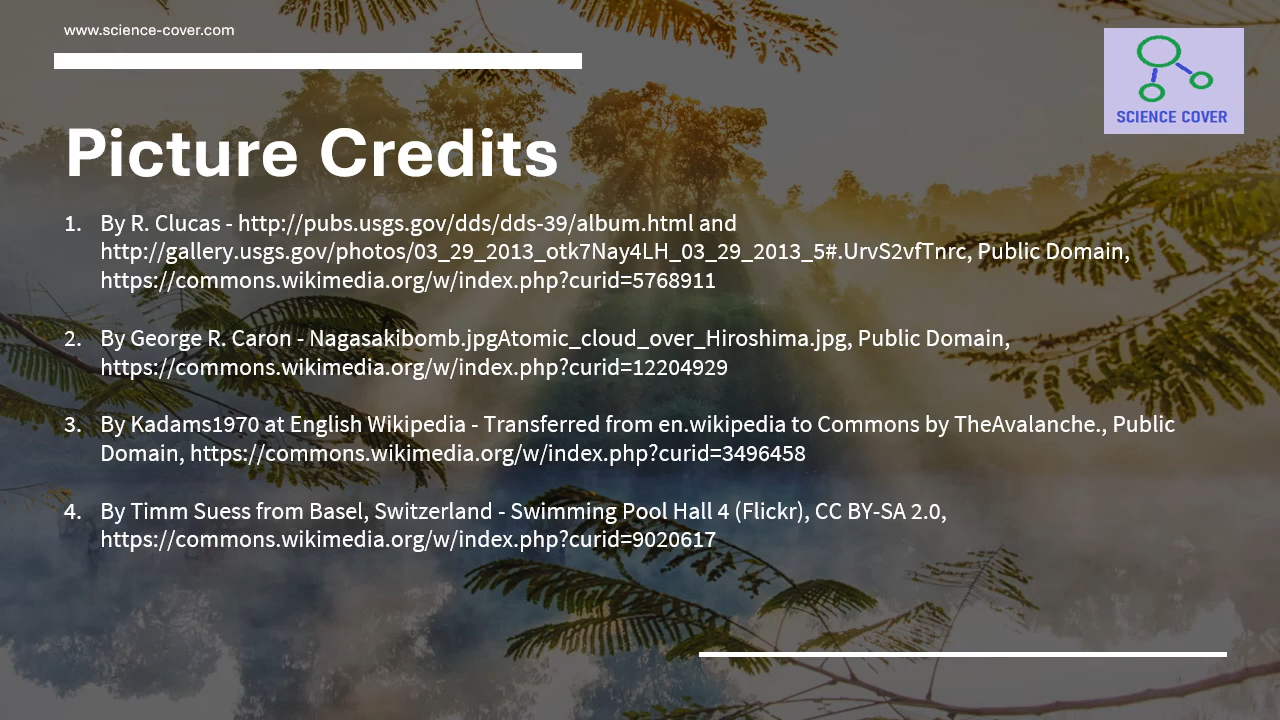 www.science-cover.com
SCIENCE COVER
Picture Credits
1. By R. Clucas - http://pubs.usgs.gov/dds/dds-39/album.html and
http://gallery.usgs.gov/photos/03_29_2013_otk7Nay4LH_03_29_2013_5#.UrvS2vfTnrc, Public Domain,
https://commons.wikimedia.org/w/index.php?curid=5768911
2. By George R. Caron - Nagasakibomb.jpgAtomic_cloud_over_Hiroshima.jpg, Public Domain,
https://commons.wikimedia.org/w/index.php?curid=12204929
3. By Kadams1970 at English Wikipedia - Transferred from en.wikipedia to Commons by TheAvalanche., Public
Domain, https://commons.wikimedia.org/w/index.php?curid=3496458
4. By Timm Suess from Basel, Switzerland - Swimming Pool Hall 4 (Flickr), CC BY-SA 2.0,
https://commons.wikimedia.org/w/index.php?curid=9020617